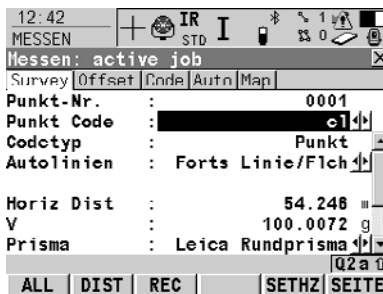 12:42
MESSEN
IR
STD
I
1
0
Messen: active job
Survey Offset Code Auto Map
Punkt-Nr. : 0001
Punkt Code : cl
Codetyp : Punkt
Autolinien : Forts Linie/Flch
Horiz Dist : 54.246 m
V : 100.0072 g
Prisma : Leica Rundprisma
Q2a
ALL DIST REC SETHZ SEITE